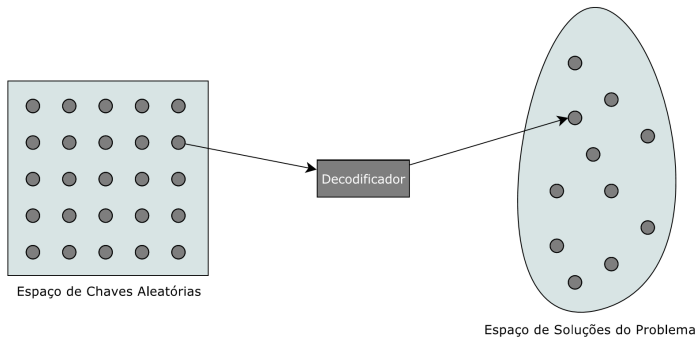 Decodificador
Espaço de Chaves Aleatórias
Espaço de Soluções do Problema